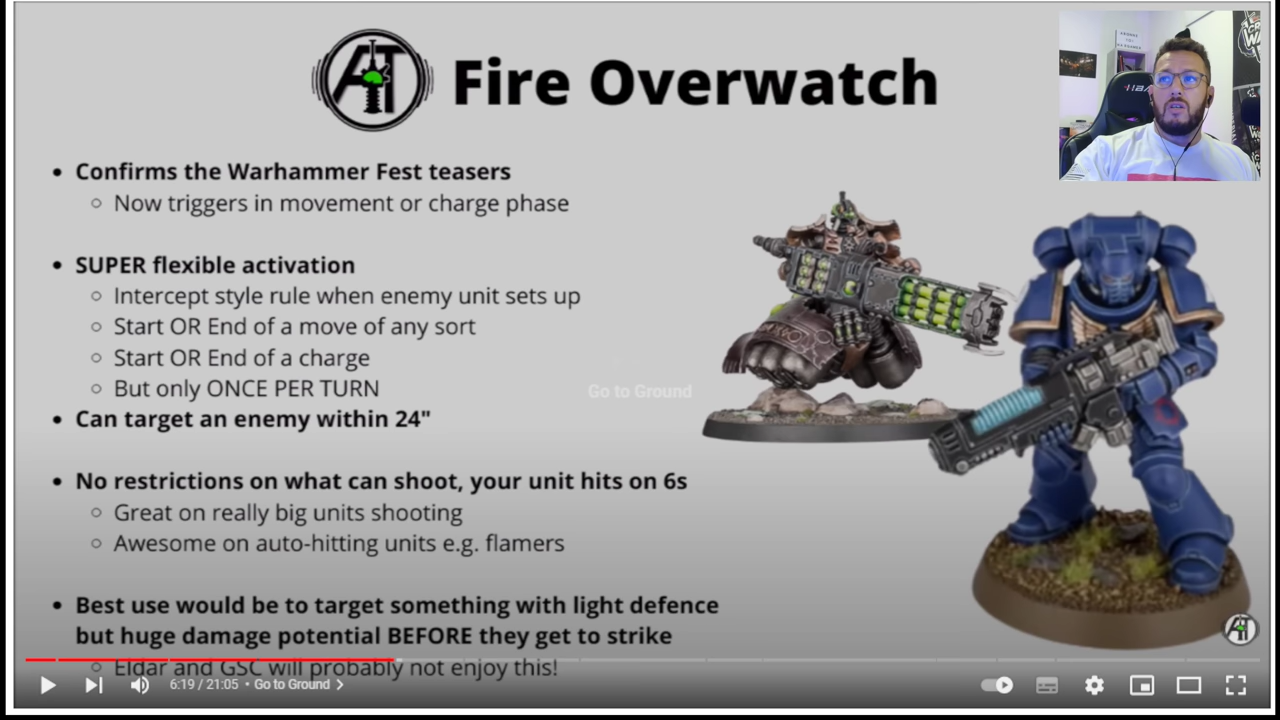 Fire Overwatch
Confirms the Warhammer Fest teasers
Now triggers in movement or charge phase
SUPER flexible activation
Intercept style rule when enemy unit sets up
Start OR End of a move of any sort
Start OR End of a charge
But only ONCE PER TURN
Go to Ground
Can target an enemy within 24"
No restrictions on what can shoot, your unit hits on 6s
Great on really big units shooting
Awesome on auto-hitting units e.g. flamers
Best use would be to target something with light defence
but huge damage potential BEFORE they get to strike
Eldar and GSC will probably not enjoy this!
6:19 / 21:05 • Go to Ground